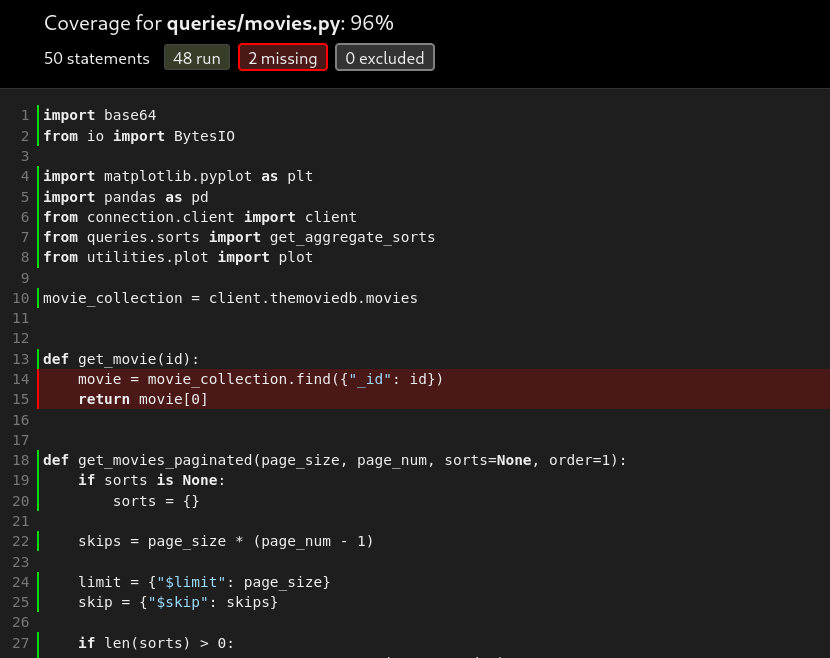 Coverage for queries/movies.py: 96%
50 statements 48 run 2 missing 0 excluded
1 import base64
2 from io import BytesIO
3
4 import matplotlib.pyplot as plt
5 import pandas as pd
6 from connection.client import client
7 from queries.sorts import get_aggregate_sorts
8 from utilities.plot import plot
9
10 movie_collection = client.themoviedb.movies
11
12
13 def get_movie(id):
14     movie = movie_collection.find({"_id": id})
15     return movie[0]
16
17
18 def get_movies_paginated(page_size, page_num, sorts=None, order=1):
19     if sorts is None:
20         sorts = {}
21
22     skips = page_size * (page_num - 1)
23
24     limit = {"$limit": page_size}
25     skip = {"$skip": skips}
26
27     if len(sorts) > 0: